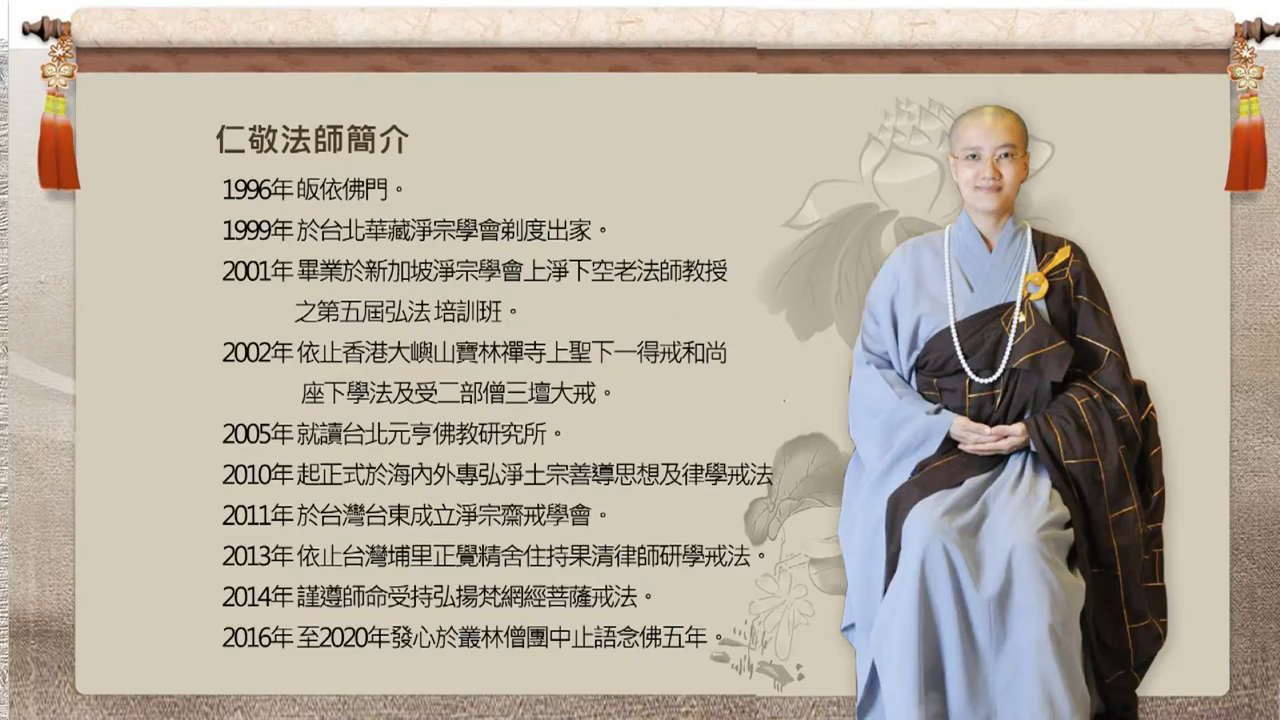 仁敬法師簡介
1996年 皈依佛門。
1999年 於台北華藏淨宗學會剃度出家。
2001年 畢業於新加坡淨宗學會上淨下空老法師教授
之第五屆弘法 培訓班。
2002年 依止香港大嶼山寶林禪寺上聖下一得戒和尚
座下學法及受二部僧三壇大戒。
2005年 就讀台北元亨佛教研究所。
2010年 起正式於海內外專弘淨土宗善導思想及律學戒法
2011年 於台灣台東成立淨宗齋戒學會。
2013年 依止台灣埔里正覺精舍住持果清律師研學戒法。
2014年 謹遵師命受持弘揚梵網經菩薩戒法。
2016年 至2020年發心於叢林僧團中止語念佛五年。